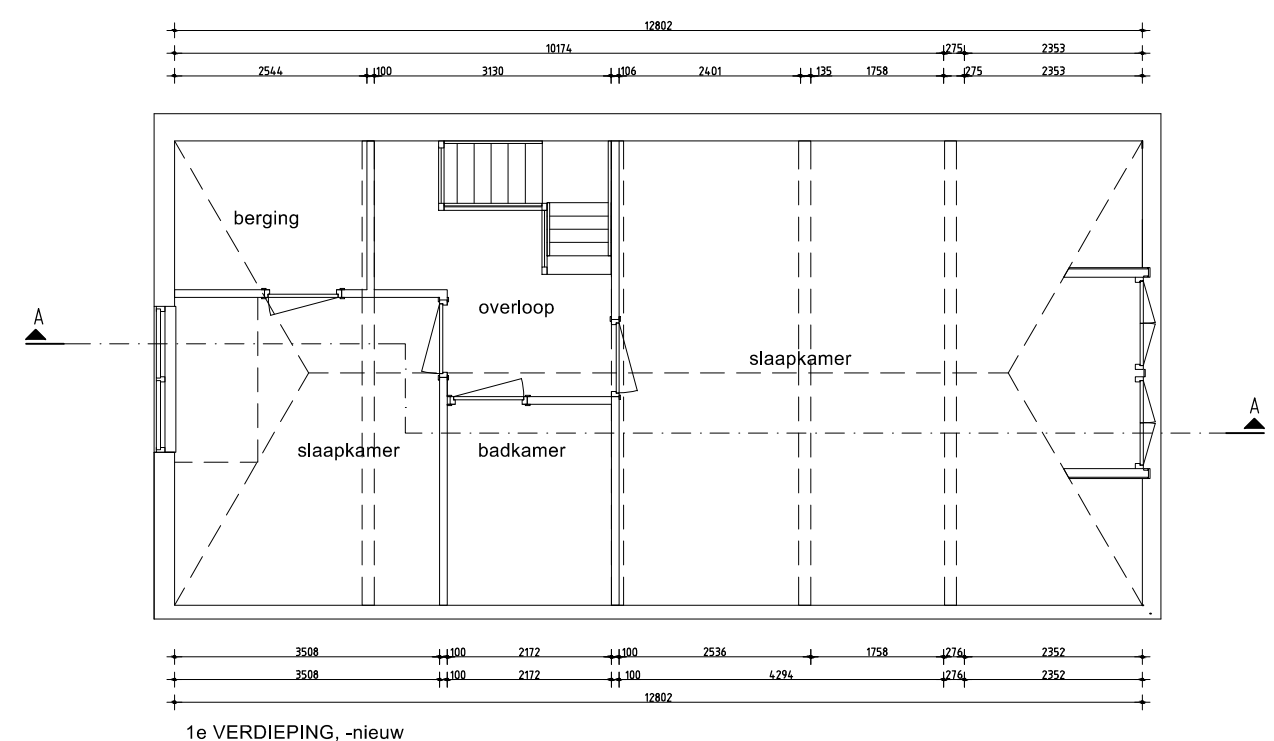 12802
10174 275 2353
2544 100 3130 106 2401 135 1758 275 2353
berging
overloop
A
slaapkamer
A
slaapkamer badkamer
3508 100 2172 100 2536 1758 276 2352
3508 100 2172 100 4294 276 2352
12802
1e VERDIEPING, -nieuw